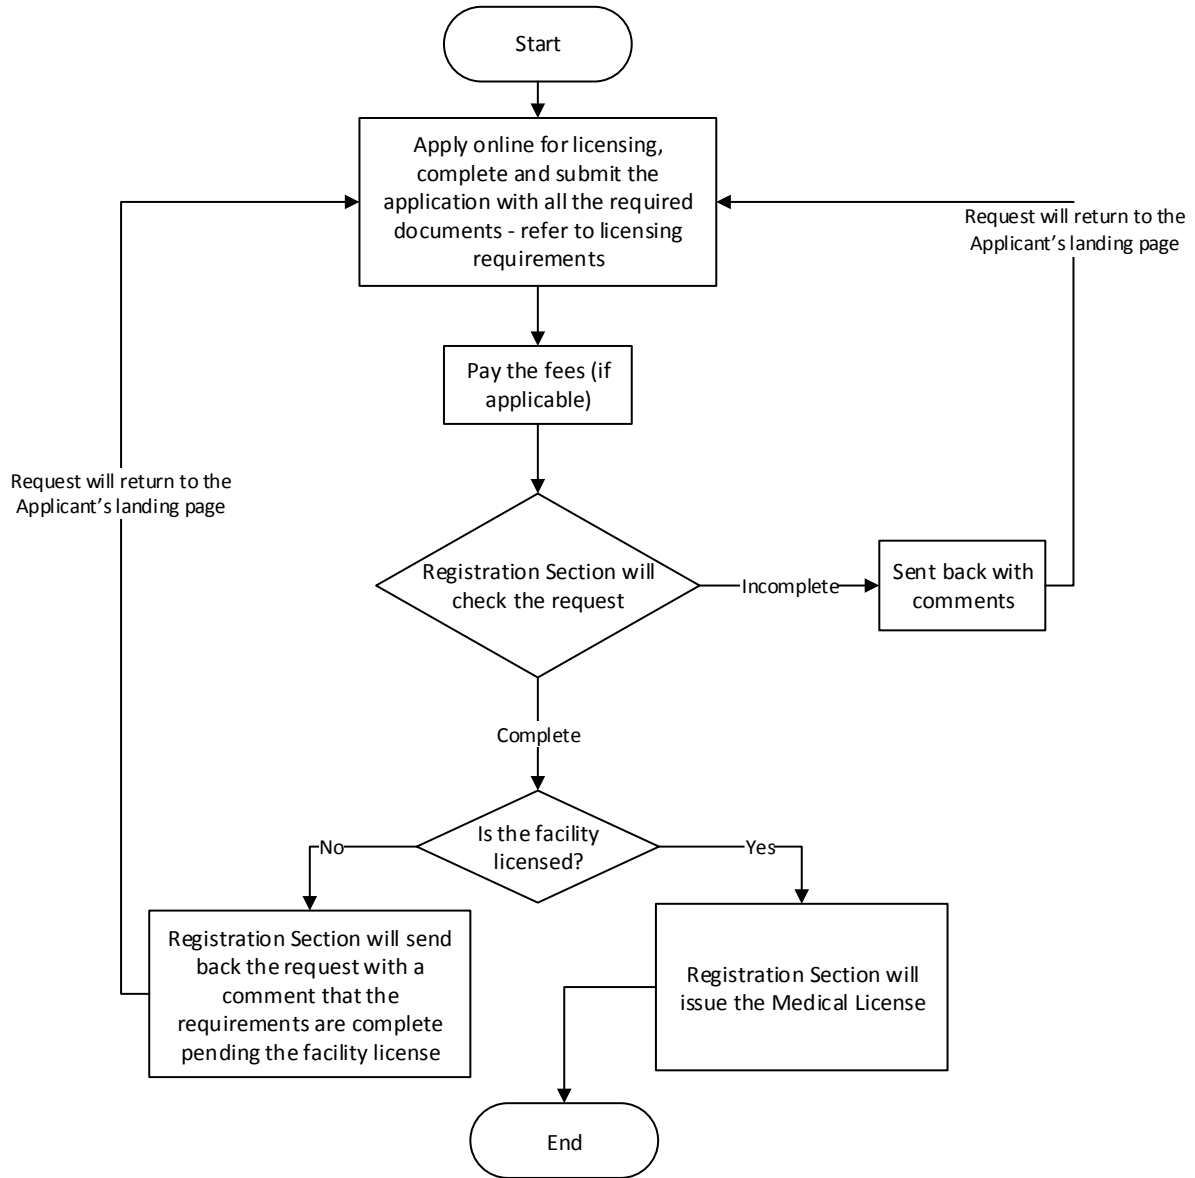 Start
Apply online for licensing,
complete and submit the
application with all the required
documents - refer to licensing
requirements
Request will return to the
Applicant's landing page
Pay the fees (if
applicable)
Request will return to the
Applicant's landing page
Registration Section will
check the request
Incomplete
Sent back with
comments
Complete
Is the facility
licensed?
No
Yes
Registration Section will send
back the request with a
comment that the
requirements are complete
pending the facility license
Registration Section will
issue the Medical License
End